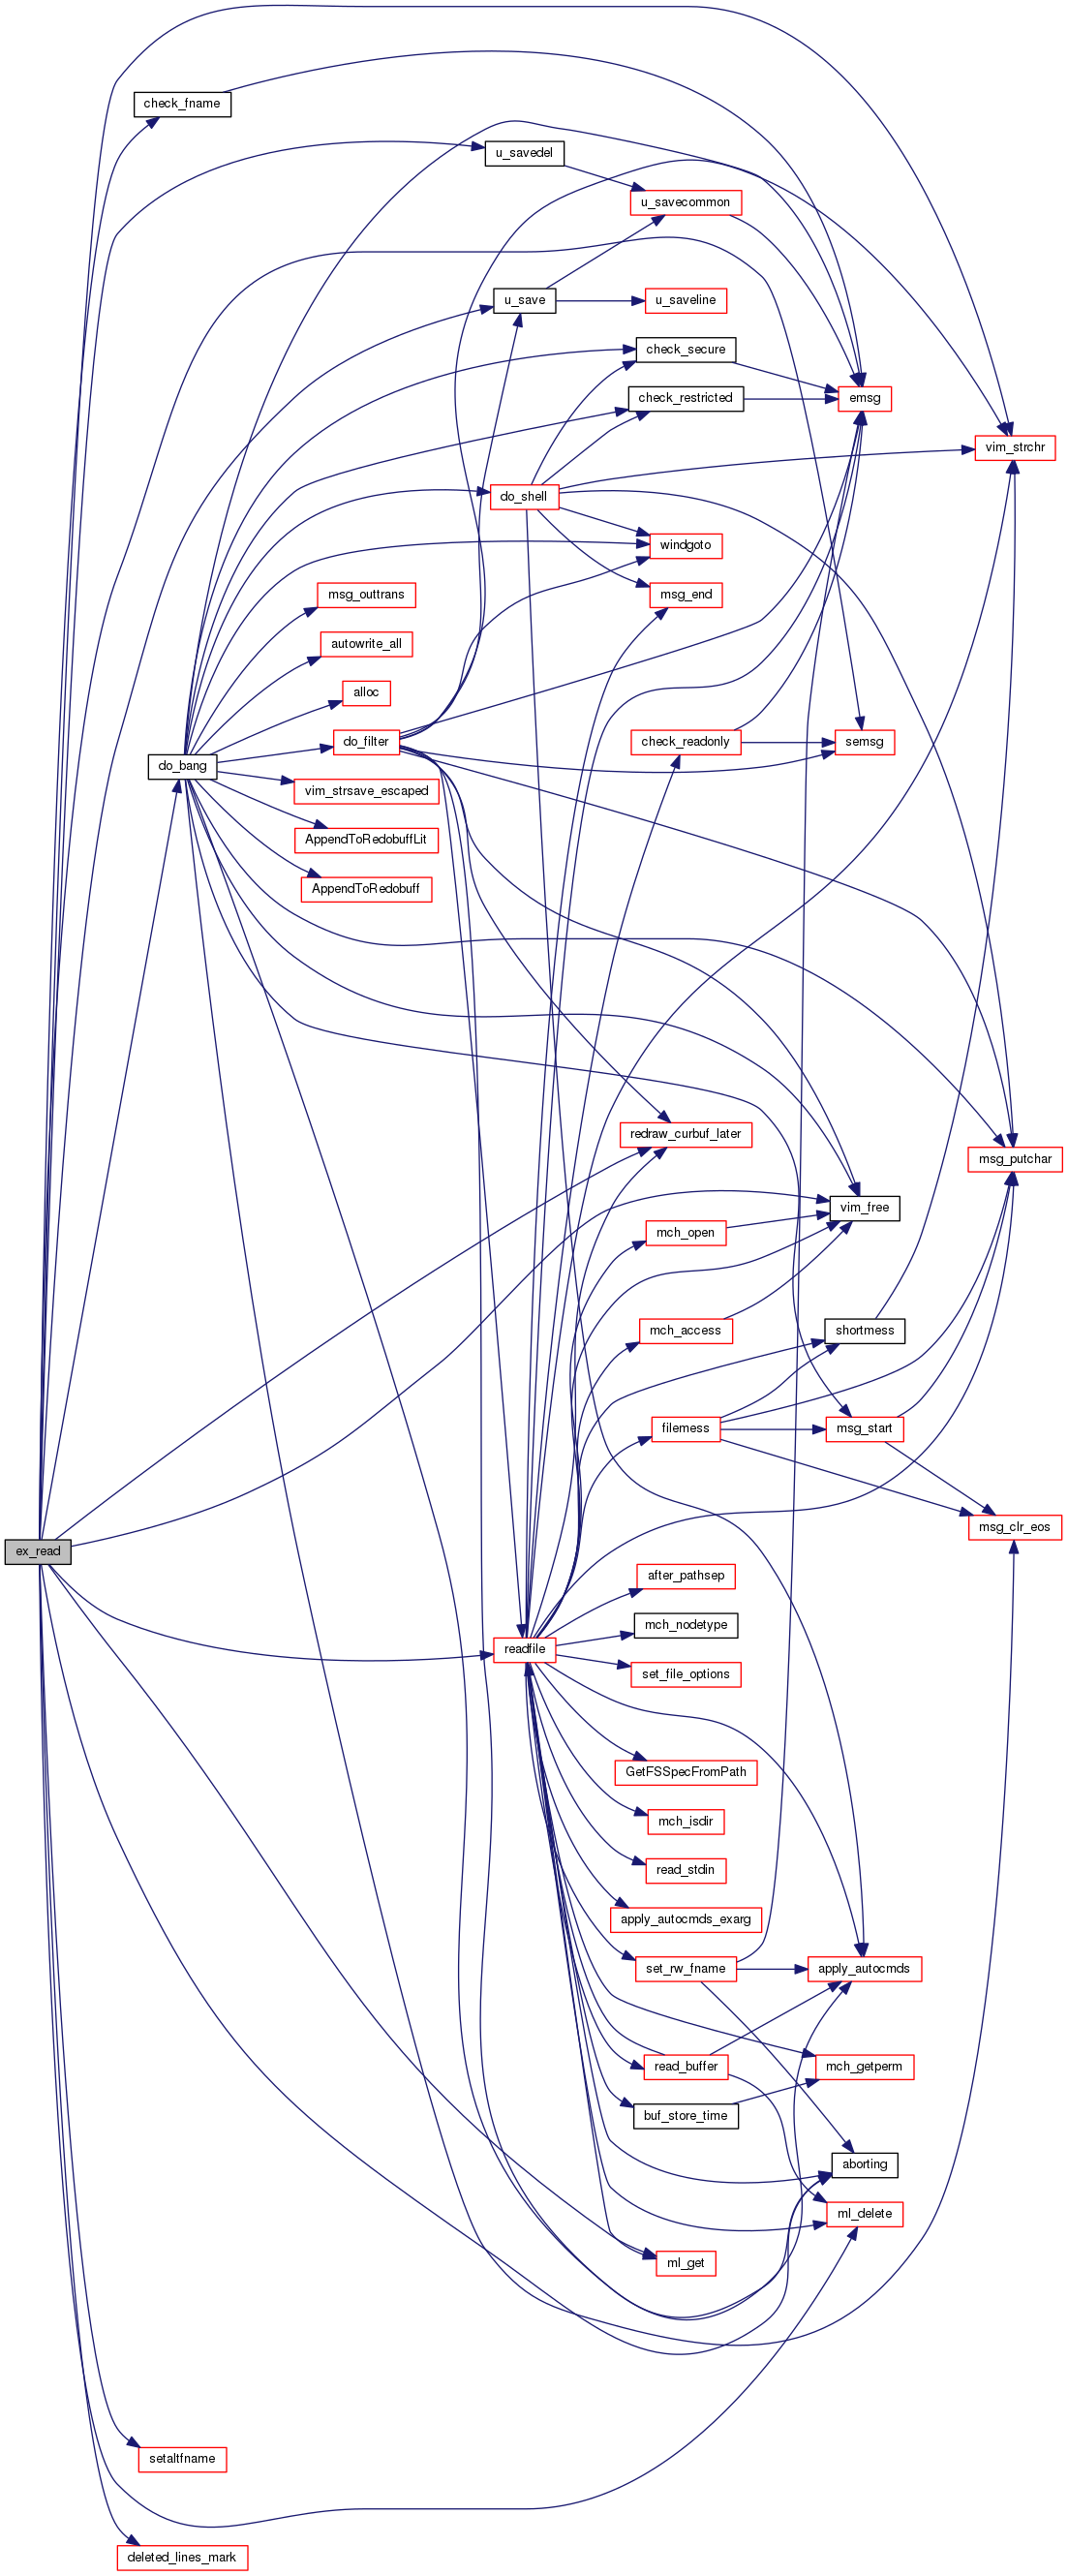 check_fname
u_savedel
u_savecommon
u_save
u_saveline
check_secure
check_restricted
emsg
vim_strchr
do_shell
windgoto
msg_outtrans
msg_end
autowrite_all
alloc
do_filter
check_readonly
semsg
do_bang
vim_strsave_escaped
AppendToRedobuffLit
AppendToRedobuff
redraw_curbuf_later
msg_putchar
vim_free
mch_open
mch_access
shortmess
filemess
msg_start
msg_clr_eos
ex_read
after_pathsep
mch_nodetype
readfile
set_file_options
GetFSSpecFromPath
mch_isdir
read_stdin
apply_autocmds_exarg
set_rw_fname
apply_autocmds
read_buffer
mch_getperm
buf_store_time
aborting
ml_delete
ml_get
setaltfname
deleted_lines_mark